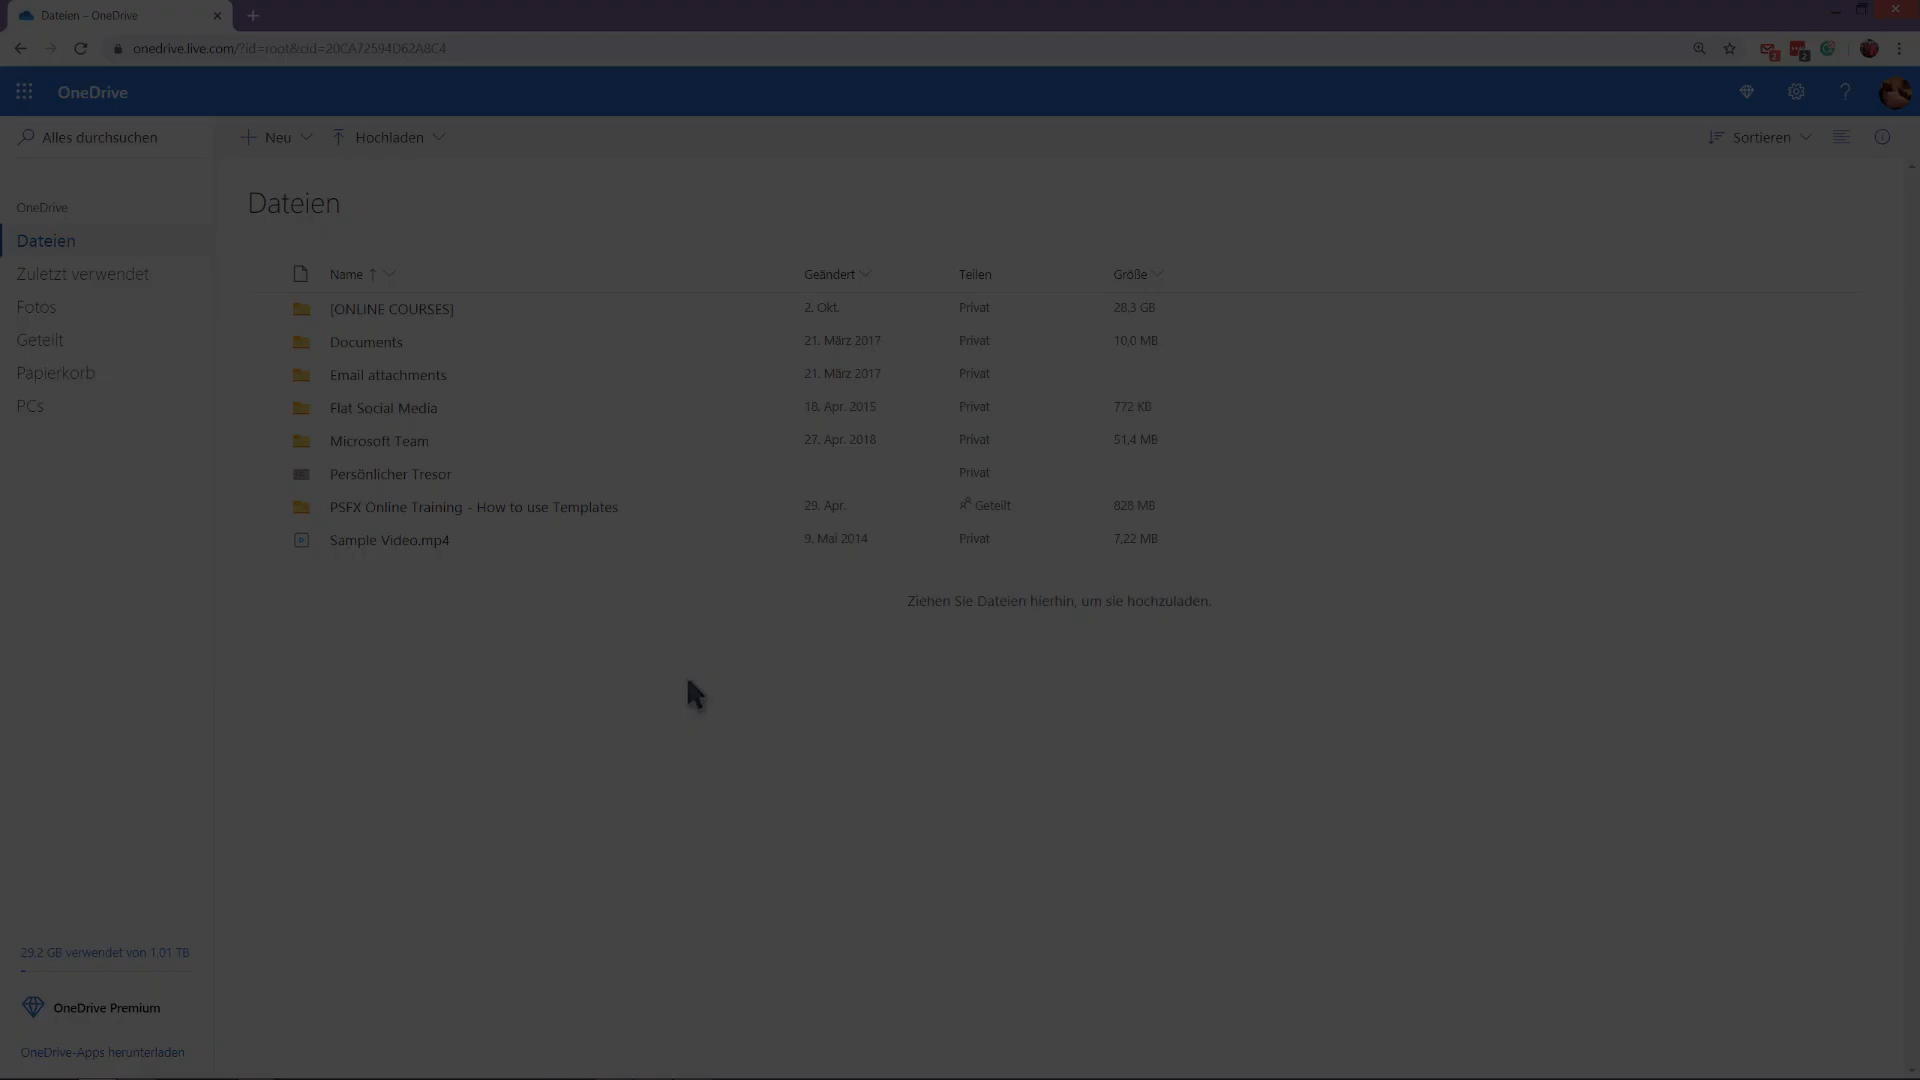 Dateien – OneDrive
onedrive.live.com/?id=root&cid=20CA72594D62A8C4
2
2
OneDrive
?
Alles durchsuchen
Neu
Hochladen
Sortieren
OneDrive
Dateien
Zuletzt verwendet
Fotos
Geteilt
Papierkorb
PCs
Dateien
Name Geändert Teilen Größe
[ONLINE COURSES] 2. Okt. Privat 28,3 GB
Documents 21. März 2017 Privat 10,0 MB
Email attachments 21. März 2017 Privat
Flat Social Media 18. Apr. 2015 Privat 772 KB
Microsoft Team 27. Apr. 2018 Privat 51,4 MB
Persönlicher Tresor Privat
PSFX Online Training - How to use Templates 29. Apr. Geteilt 828 MB
Sample Video.mp4 9. Mai 2014 Privat 7,22 MB
Ziehen Sie Dateien hierhin, um sie hochzuladen.
29,2 GB verwendet von 1,01 TB
OneDrive Premium
OneDrive-Apps herunterladen